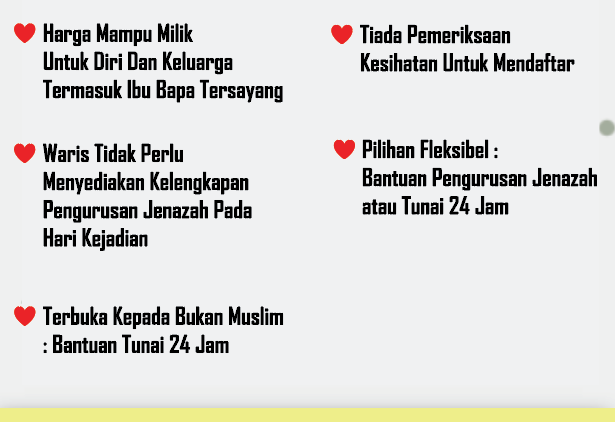 Harga Mampu Milik
Untuk Diri Dan Keluarga
Termasuk Ibu Bapa Tersayang
Waris Tidak Perlu
Menyediakan Kelengkapan
Pengurusan Jenazah Pada
Hari Kejadian
Terbuka Kepada Bukan Muslim
: Bantuan Tunai 24 Jam
Tiada Pemeriksaan
Kesihatan Untuk Mendaftar
Pilihan Fleksibel :
Bantuan Pengurusan Jenazah
atau Tunai 24 Jam